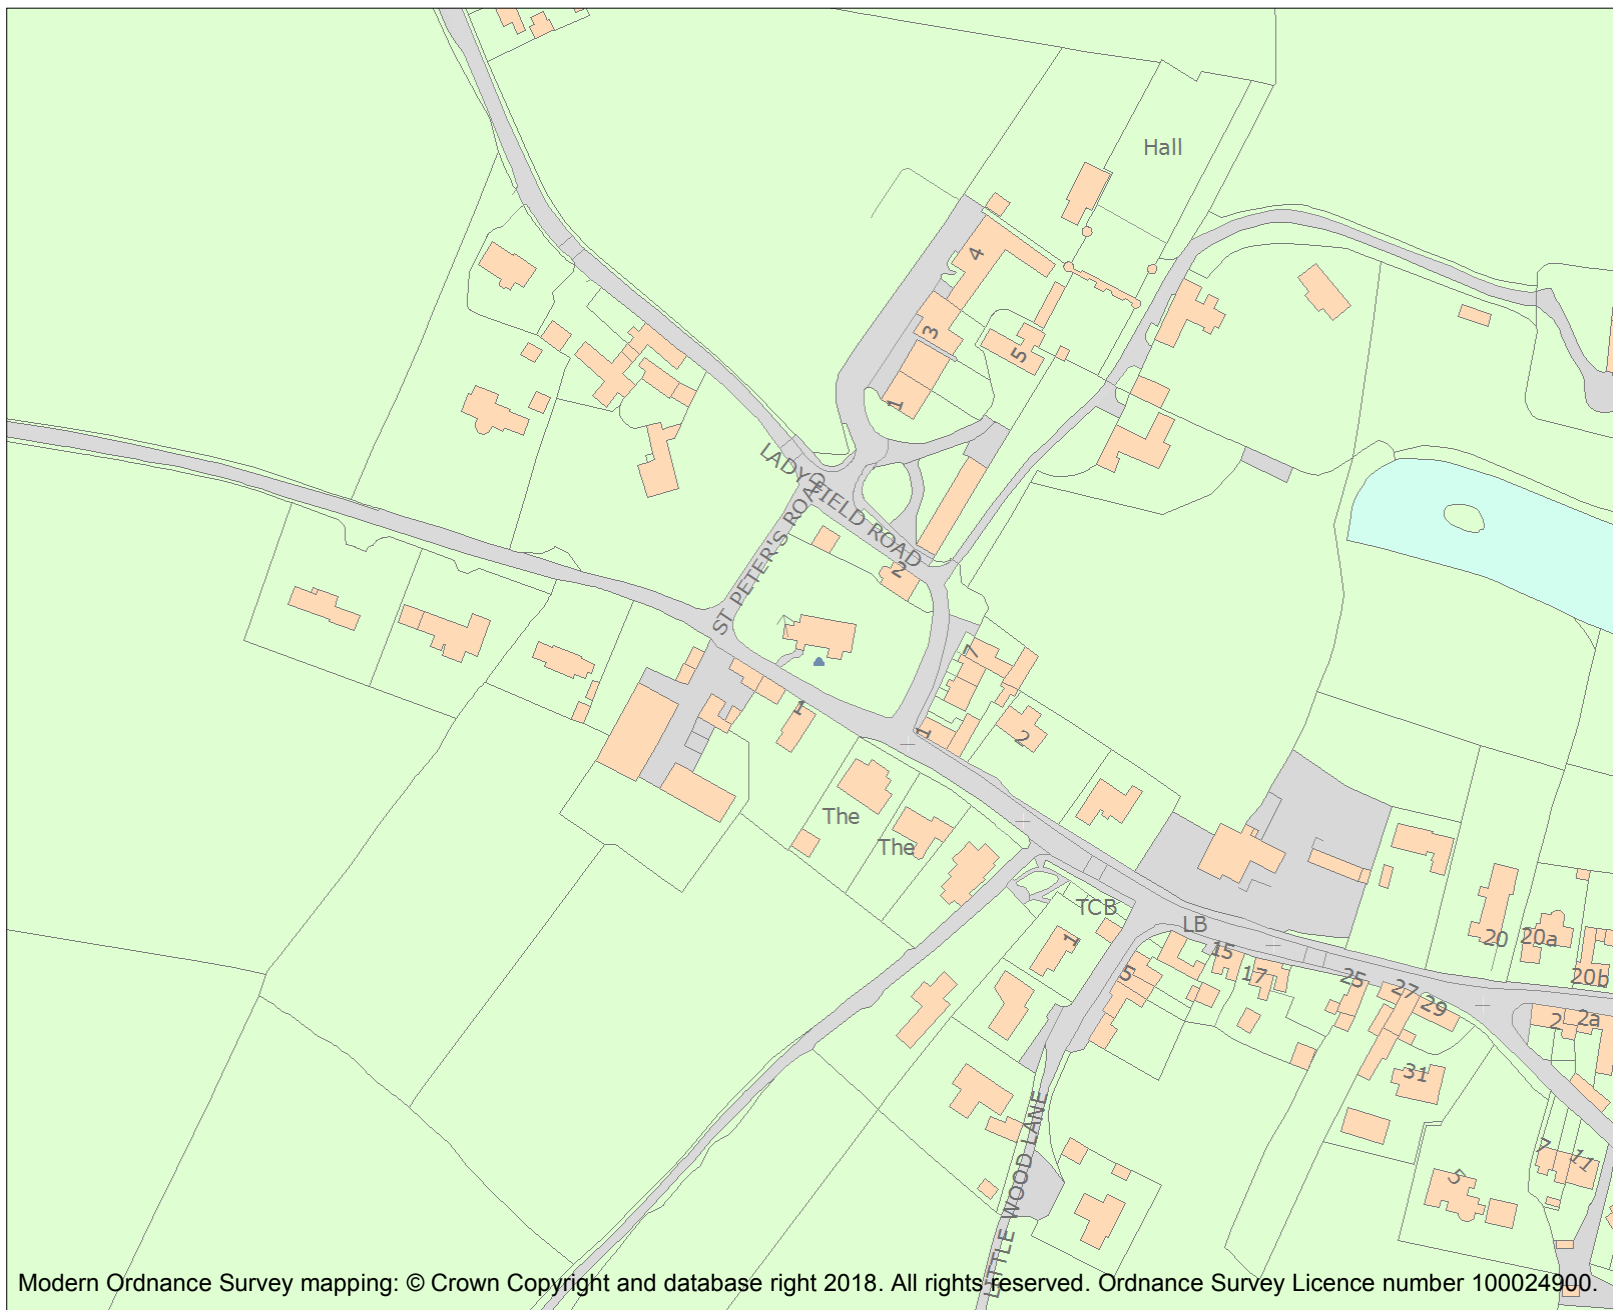 Hall
4
3
5
1
LADY FIELD ROAD
ST PETER'S ROAD
2
7
1
1
2
The
The
TCB
LB
1
5
15
17
25
27
29
31
20
20a
20b
2
2a
7
11
5
LITTLE WOOD LANE
Modern Ordnance Survey mapping: © Crown Copyright and database right 2018. All rights reserved. Ordnance Survey Licence number 100024900.